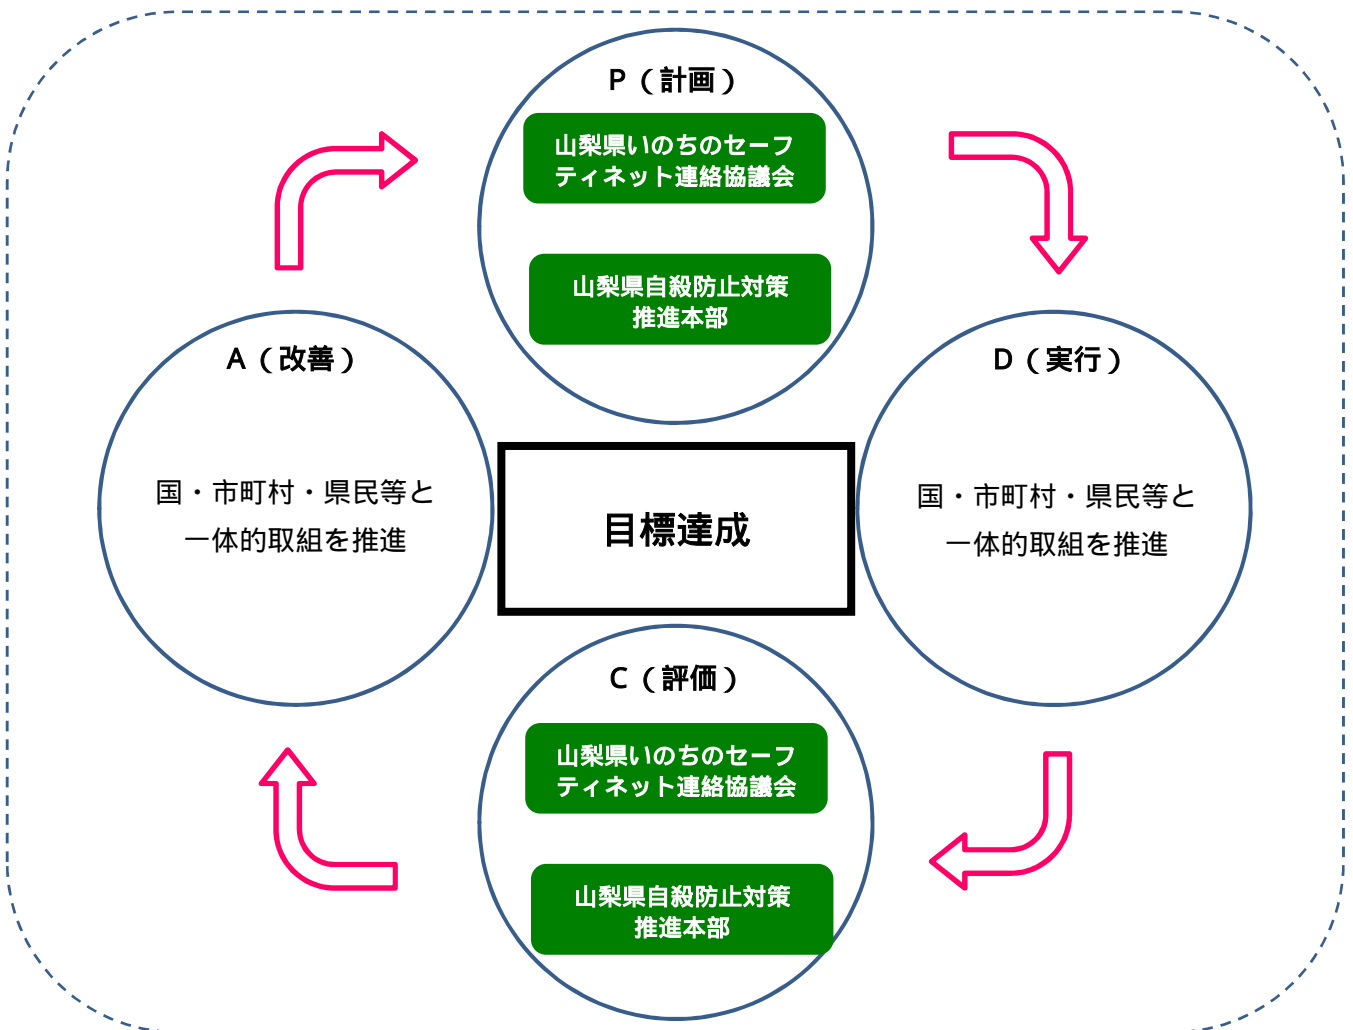 P（計画）
山梨県いのちのセーフ
ティネット連絡協議会
山梨県自殺防止対策
推進本部
A（改善）
国・市町村・県民等と
一体的取組を推進
目標達成
D（実行）
国・市町村・県民等と
一体的取組を推進
C（評価）
山梨県いのちのセーフ
ティネット連絡協議会
山梨県自殺防止対策
推進本部